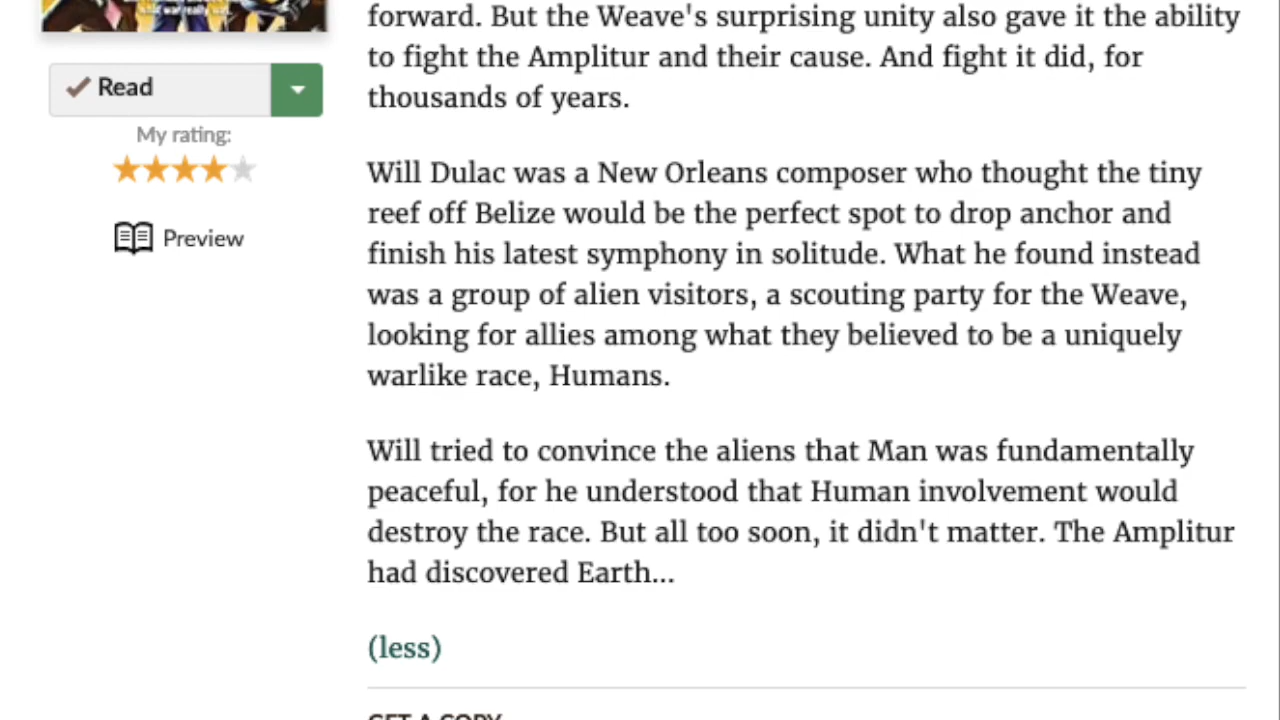 forward. But the Weave's surprising unity also gave it the ability
to fight the Amplitur and their cause. And fight it did, for
thousands of years.
Read
My rating:
Preview
Will Dulac was a New Orleans composer who thought the tiny
reef off Belize would be the perfect spot to drop anchor and
finish his latest symphony in solitude. What he found instead
was a group of alien visitors, a scouting party for the Weave,
looking for allies among what they believed to be a uniquely
warlike race, Humans.
Will tried to convince the aliens that Man was fundamentally
peaceful, for he understood that Human involvement would
destroy the race. But all too soon, it didn't matter. The Amplitur
had discovered Earth...
(less)
GET A COPY